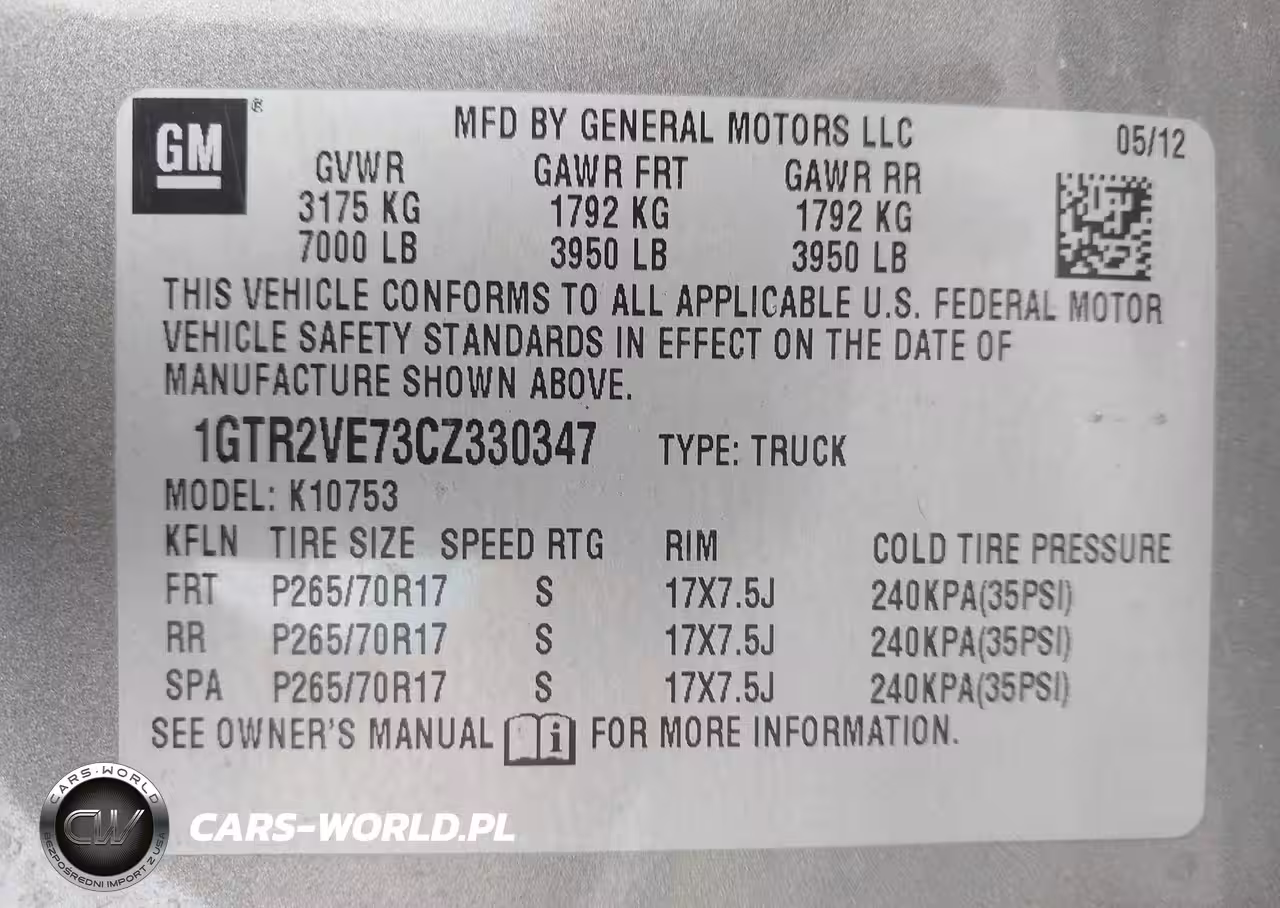 GM ®
MFD BY GENERAL MOTORS LLC 05/12
GVWR GAWR FRT GAWR RR
3175 KG 1792 KG 1792 KG
7000 LB 3950 LB 3950 LB
THIS VEHICLE CONFORMS TO ALL APPLICABLE U.S. FEDERAL MOTOR
VEHICLE SAFETY STANDARDS IN EFFECT ON THE DATE OF
MANUFACTURE SHOWN ABOVE.
1GTR2VE73CZ330347 TYPE: TRUCK
MODEL: K10753
KFLN TIRE SIZE SPEED RTG RIM COLD TIRE PRESSURE
FRT P265/70R17 S 17X7.5J 240KPA(35PSI)
RR P265/70R17 S 17X7.5J 240KPA(35PSI)
SPA P265/70R17 S 17X7.5J 240KPA(35PSI)
SEE OWNER'S MANUAL i FOR MORE INFORMATION.
CARS-WORLD
CW
BEZPOŚREDNI IMPORT Z USA
CARS-WORLD.PL